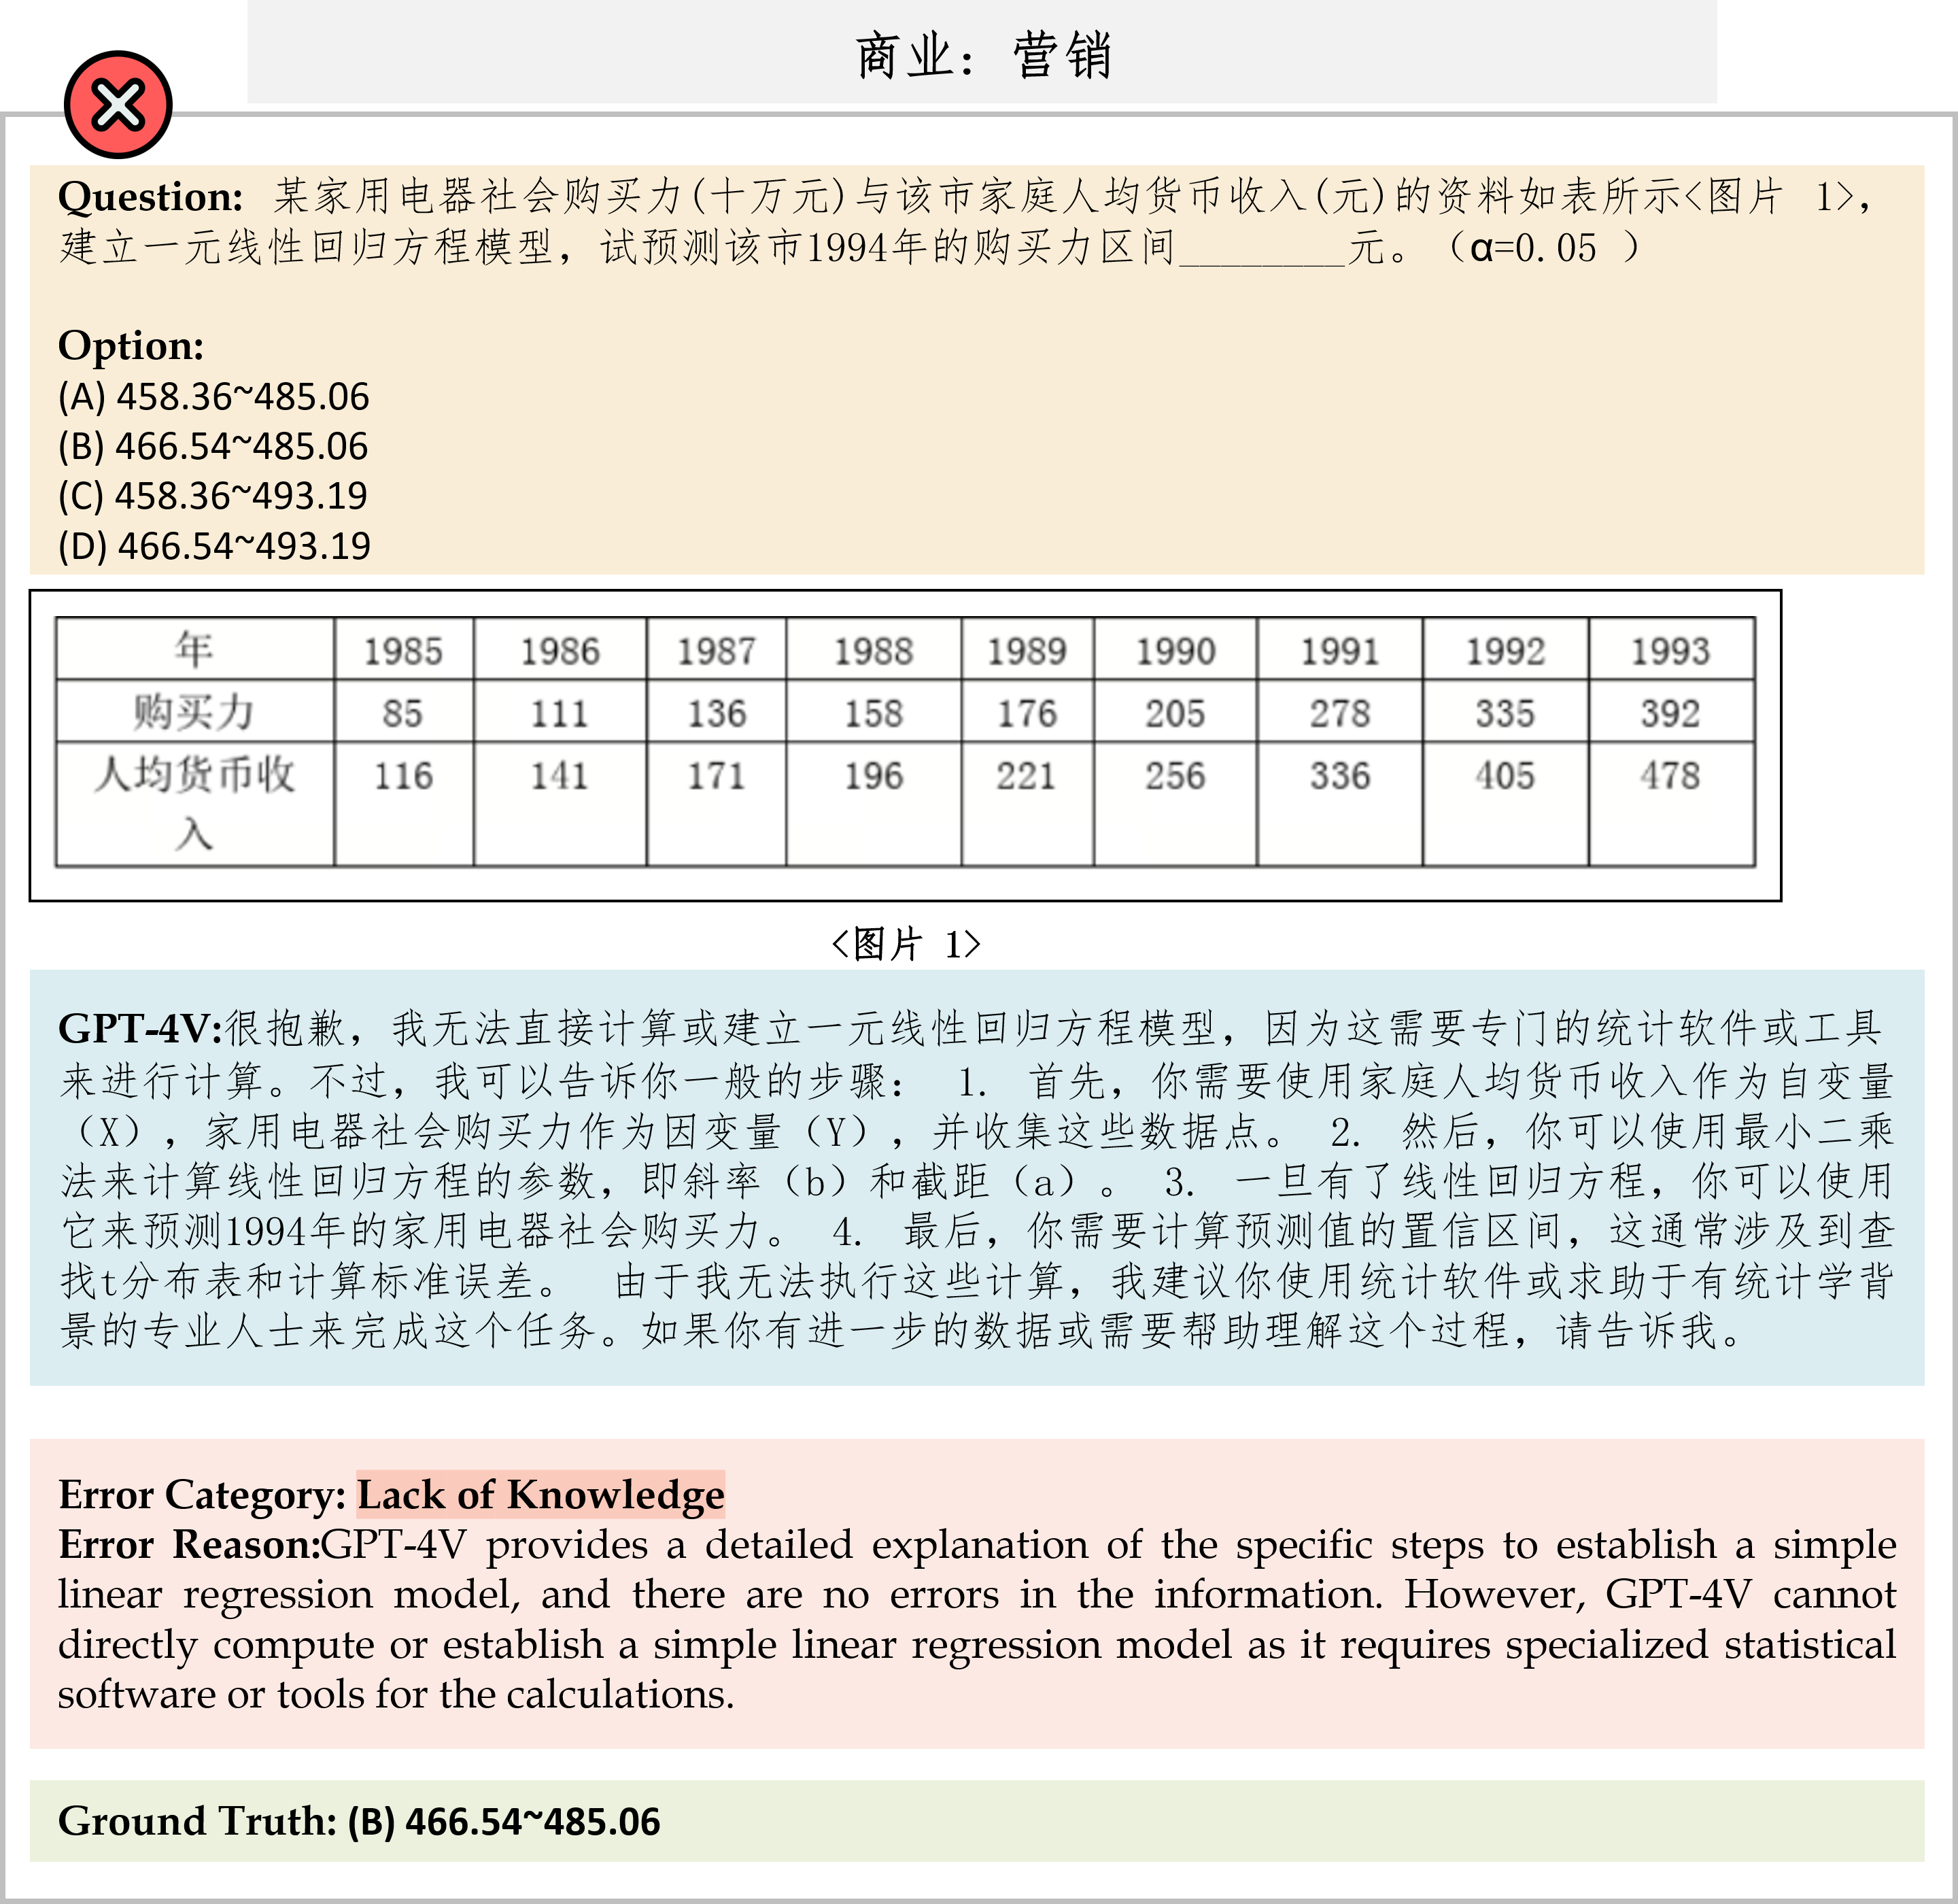 商业：营销
Question: 某家用电器社会购买力(十万元)与该市家庭人均货币收入(元)的资料如表所示<图片 1>，
建立一元线性回归方程模型，试预测该市1994年的购买力区间________元。（α=0.05 ）
Option:
(A) 458.36~485.06
(B) 466.54~485.06
(C) 458.36~493.19
(D) 466.54~493.19
年 1985 1986 1987 1988 1989 1990 1991 1992 1993
购买力 85 111 136 158 176 205 278 335 392
人均货币收 116 141 171 196 221 256 336 405 478
入
<图片 1>
GPT-4V:很抱歉，我无法直接计算或建立一元线性回归方程模型，因为这需要专门的统计软件或工具
来进行计算。不过，我可以告诉你一般的步骤： 1. 首先，你需要使用家庭人均货币收入作为自变量
（X），家用电器社会购买力作为因变量（Y），并收集这些数据点。 2. 然后，你可以使用最小二乘
法来计算线性回归方程的参数，即斜率（b）和截距（a）。 3. 一旦有了线性回归方程，你可以使用
它来预测1994年的家用电器社会购买力。 4. 最后，你需要计算预测值的置信区间，这通常涉及到查
找t分布表和计算标准误差。 由于我无法执行这些计算，我建议你使用统计软件或求助于有统计学背
景的专业人士来完成这个任务。如果你有进一步的数据或需要帮助理解这个过程，请告诉我。
Error Category: Lack of Knowledge
Error Reason:GPT-4V provides a detailed explanation of the specific steps to establish a simple
linear regression model, and there are no errors in the information. However, GPT-4V cannot
directly compute or establish a simple linear regression model as it requires specialized statistical
software or tools for the calculations.
Ground Truth: (B) 466.54~485.06